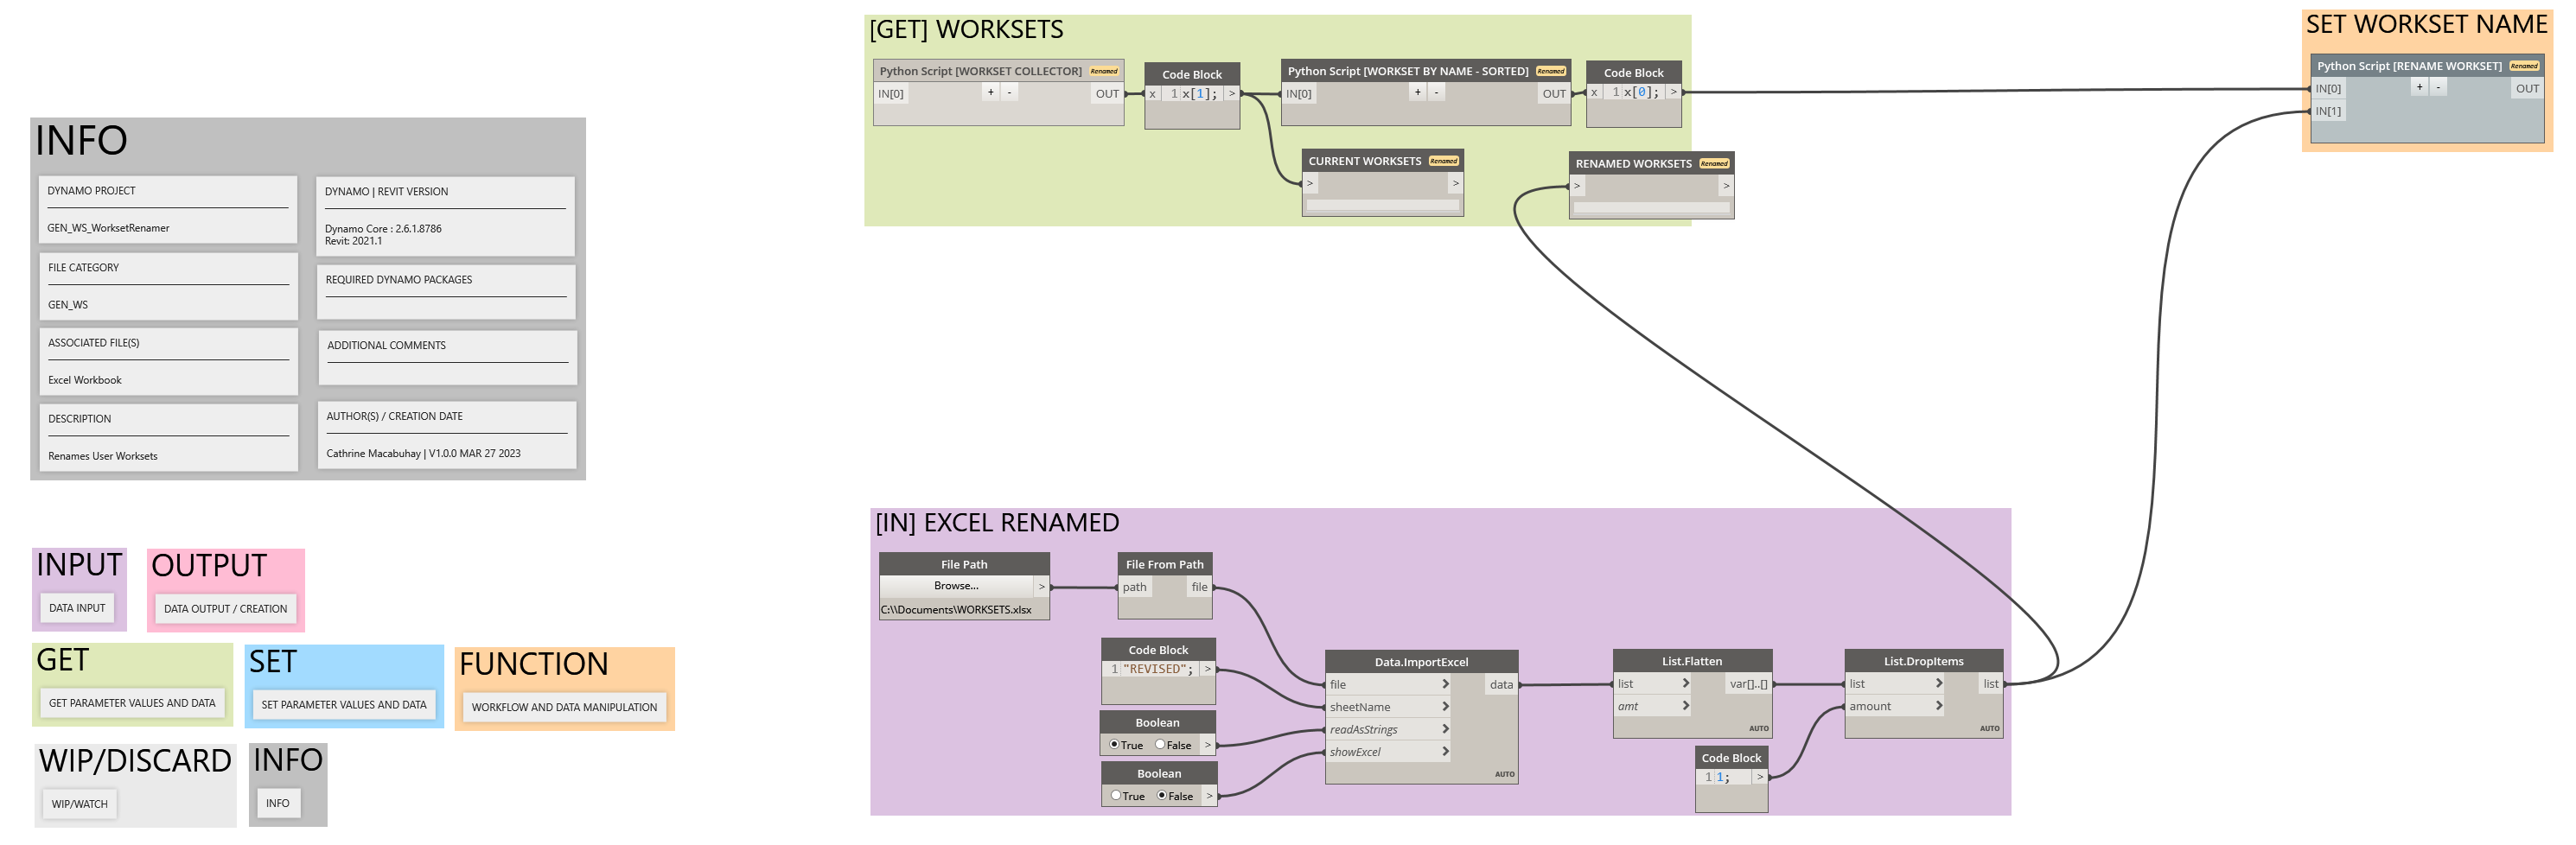 INFO
DYNAMO PROJECT
GEN_WS_WorksetRenamer
FILE CATEGORY
GEN_WS
ASSOCIATED FILE(S)
Excel Workbook
DESCRIPTION
Renames User Worksets
DYNAMO | REVIT VERSION
Dynamo Core : 2.6.1.8786
Revit: 2021.1
REQUIRED DYNAMO PACKAGES
ADDITIONAL COMMENTS
AUTHOR(S) / CREATION DATE
Cathrine Macabuhay | V1.0.0 MAR 27 2023
INPUT
DATA INPUT
OUTPUT
DATA OUTPUT / CREATION
GET
GET PARAMETER VALUES AND DATA
SET
SET PARAMETER VALUES AND DATA
FUNCTION
WORKFLOW AND DATA MANIPULATION
WIP/DISCARD
WIP/WATCH
INFO
INFO
[GET] WORKSETS
Python Script [WORKSET COLLECTOR] Renamed
IN[0] + - OUT
Code Block
x 1 x[1]; >
Python Script [WORKSET BY NAME - SORTED] Renamed
IN[0] + - OUT
Code Block
x 1 x[0]; >
CURRENT WORKSETS Renamed
> >
RENAMED WORKSETS Renamed
> >
SET WORKSET NAME
Python Script [RENAME WORKSET] Renamed
IN[0] + - OUT
IN[1]
[IN] EXCEL RENAMED
File Path
Browse... >
C:\\Documents\WORKSETS.xlsx
File From Path
path file
Code Block
1 "REVISED"; >
Boolean
True False >
Boolean
True False >
Data.ImportExcel
file > data
sheetName >
readAsStrings >
showExcel >
AUTO
List.Flatten
list > var[]..[]
amt >
AUTO
Code Block
1 1; >
List.DropItems
list > list
amount >
AUTO